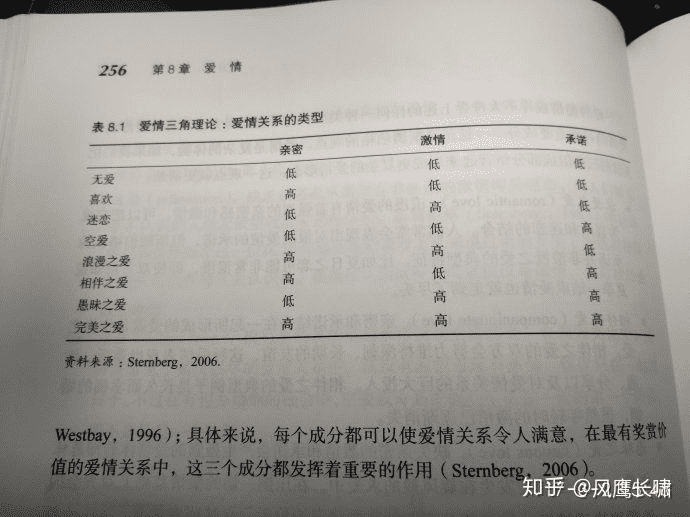 256 第8章 爱 情
表 8.1 爱情三角理论：爱情关系的类型
亲密 激情 承诺
无爱 低 低 低
喜欢 高 低 低
迷恋 低 高 低
空爱 低 低 高
浪漫之爱 高 高 低
相伴之爱 高 低 高
愚昧之爱 低 高 高
完美之爱 高 高 高
资料来源：Sternberg，2006.
Westbay，1996）；具体来说，每个成分都可以使爱情关系令人满意，在最有奖赏价
值的爱情关系中，这三个成分都发挥着重要的作用（Sternberg，2006）。
知乎 @风鹰长啸